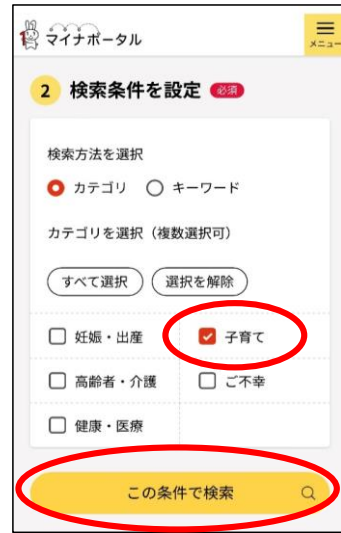 マイナポータル
メニュー
2 検索条件を設定 必須
検索方法を選択
カテゴリ キーワード
カテゴリを選択（複数選択可）
すべて選択 選択を解除
妊娠・出産 子育て
高齢者・介護 ご不幸
健康・医療
この条件で検索